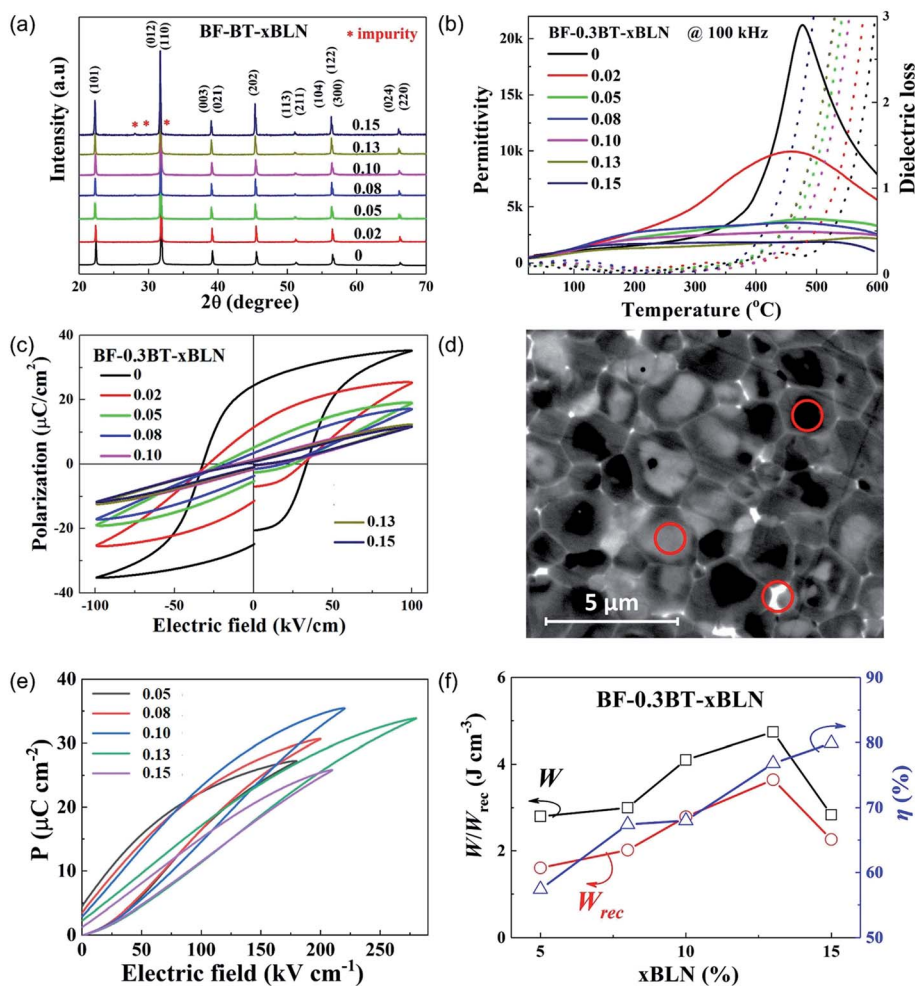 (a)
BF-BT-xBLN
* impurity
Intensity (a.u)
(101)
(012)
(110)
(003)
(021)
(202)
(113)
(211)
(104)
(122)
(300)
(024)
(220)
* * *
0.15
0.13
0.10
0.08
0.05
0.02
0
20 30 40 50 60 70
2θ (degree)
(b)
BF-0.3BT-xBLN @ 100 kHz
0
0.02
0.05
0.08
0.10
0.13
0.15
Permittivity
20k
15k
10k
5k
0
Dielectric loss
3
2
1
0
100 200 300 400 500 600
Temperature (°C)
(c)
BF-0.3BT-xBLN
0
0.02
0.05
0.08
0.10
0.13
0.15
Polarization (μC/cm²)
40
20
0
-20
-40
-100 -50 0 50 100
Electric field (kV/cm)
(d)
5 μm
(e)
0.05
0.08
0.10
0.13
0.15
P (μC cm⁻²)
40
30
20
10
0
0 50 100 150 200 250
Electric field (kV cm⁻¹)
(f)
BF-0.3BT-xBLN
W
W_rec
W/W_rec (J cm⁻³)
6
4
2
0
η (%)
90
80
70
60
50
5 10 15
xBLN (%)